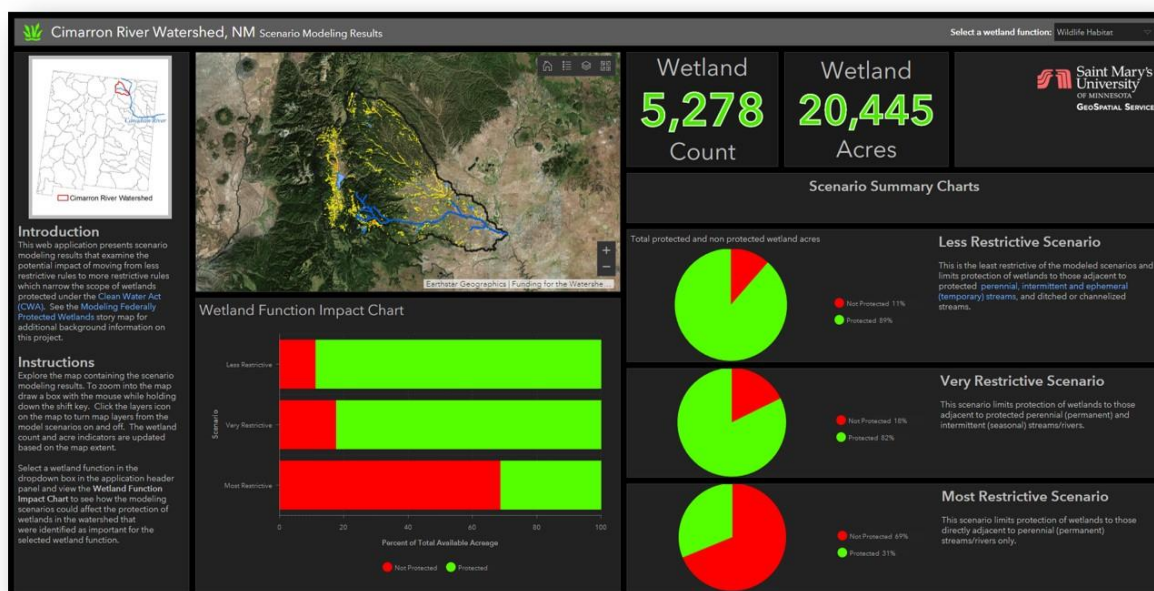 Cimarron River Watershed, NM Scenario Modeling Results
Select a wetland function: Wildlife Habitat
Cimarron River
Cimarron River Watershed
Introduction
This web application presents scenario
modeling results that examine the
potential impact of moving from less
restrictive rules to more restrictive rules
which narrow the scope of wetlands
protected under the Clean Water Act
(CWA). See the Modeling Federally
Protected Wetlands story map for
additional background information on
this project.
Instructions
Explore the map containing the scenario
modeling results. To zoom into the map
draw a box with the mouse while holding
down the shift key. Click the layers icon
on the map to turn map layers from the
model scenarios on and off. The wetland
count and acre indicators are updated
based on the map extent.
Select a wetland function in the
dropdown box in the application header
panel and view the Wetland Function
Impact Chart to see how the modeling
scenarios could affect the protection of
wetlands in the watershed that
were identified as important for the
selected wetland function.
+
−
Earthstar Geographics | Funding for the Watershe...
Wetland Function Impact Chart
Scenario
Less Restrictive
Very Restrictive
Most Restrictive
0 20 40 60 80 100
Percent of Total Available Acreage
Not Protected Protected
Wetland
5,278
Count
Wetland
20,445
Acres
Saint Mary's
University
OF MINNESOTA
GEOSPATIAL SERVICE
Scenario Summary Charts
Total protected and non protected wetland acres
Not Protected 11%
Protected 89%
Less Restrictive Scenario
This is the least restrictive of the modeled scenarios and
limits protection of wetlands to those adjacent to
protected perennial, intermittent and ephemeral
(temporary) streams, and ditched or channelized
streams.
Not Protected 18%
Protected 82%
Very Restrictive Scenario
This scenario limits protection of wetlands to those
adjacent to protected perennial (permanent) and
intermittent (seasonal) streams/rivers.
Not Protected 69%
Protected 31%
Most Restrictive Scenario
This scenario limits protection of wetlands to those
directly adjacent to perennial (permanent)
streams/rivers only.